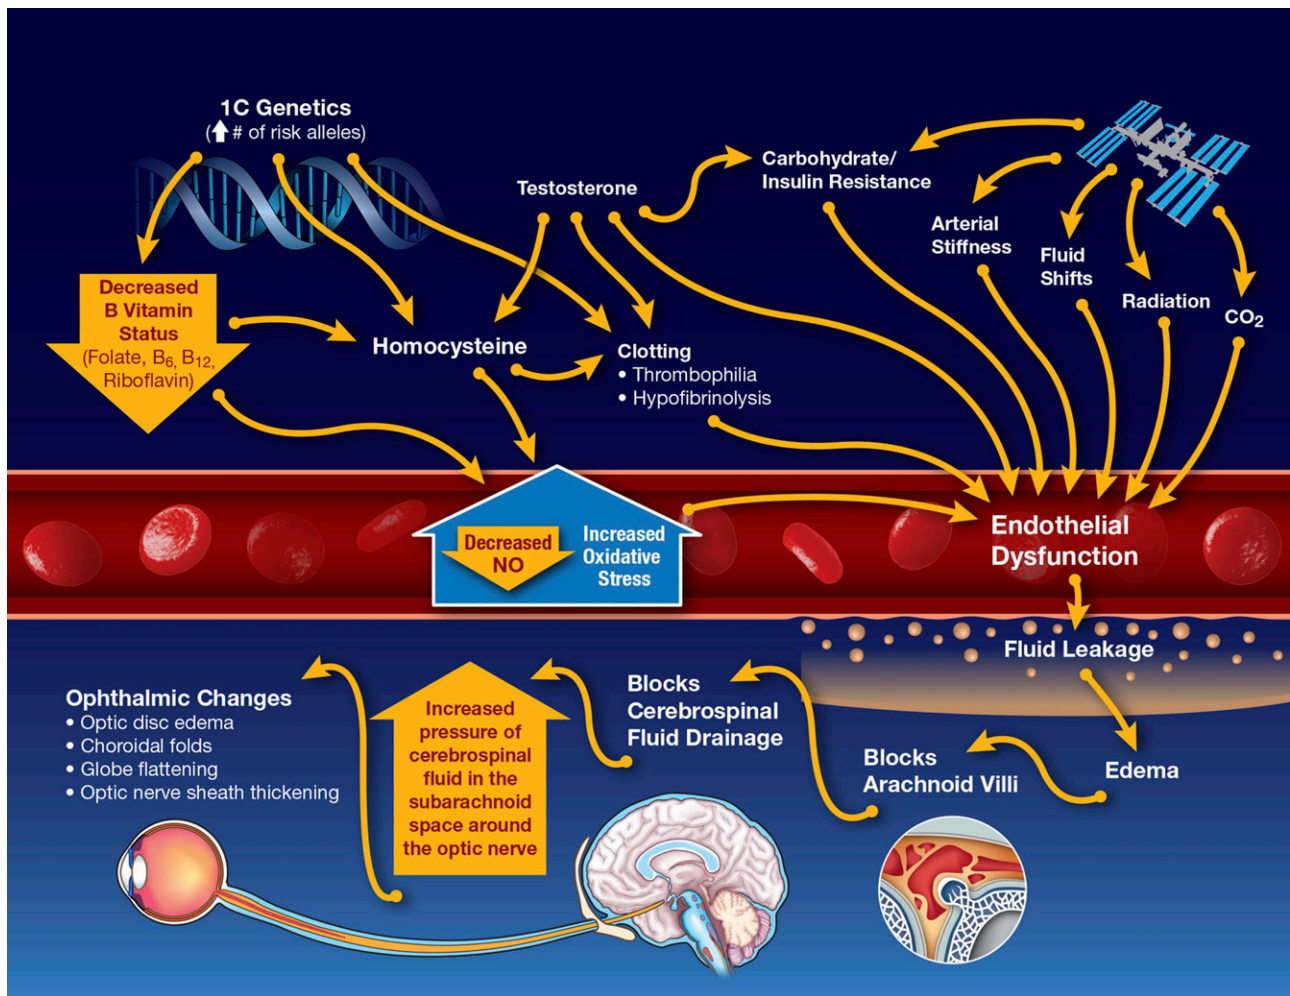 1C Genetics
(⬆ # of risk alleles)
Testosterone
Carbohydrate/
Insulin Resistance
Arterial
Stiffness
Fluid
Shifts
Radiation
CO₂
Decreased
B Vitamin
Status
(Folate, B₆, B₁₂,
Riboflavin)
Homocysteine
Clotting
• Thrombophilia
• Hypofibrinolysis
Decreased
NO
Increased
Oxidative
Stress
Endothelial
Dysfunction
Fluid Leakage
Edema
Blocks
Arachnoid Villi
Blocks
Cerebrospinal
Fluid Drainage
Increased
pressure of
cerebrospinal
fluid in the
subarachnoid
space around
the optic nerve
Ophthalmic Changes
• Optic disc edema
• Choroidal folds
• Globe flattening
• Optic nerve sheath thickening